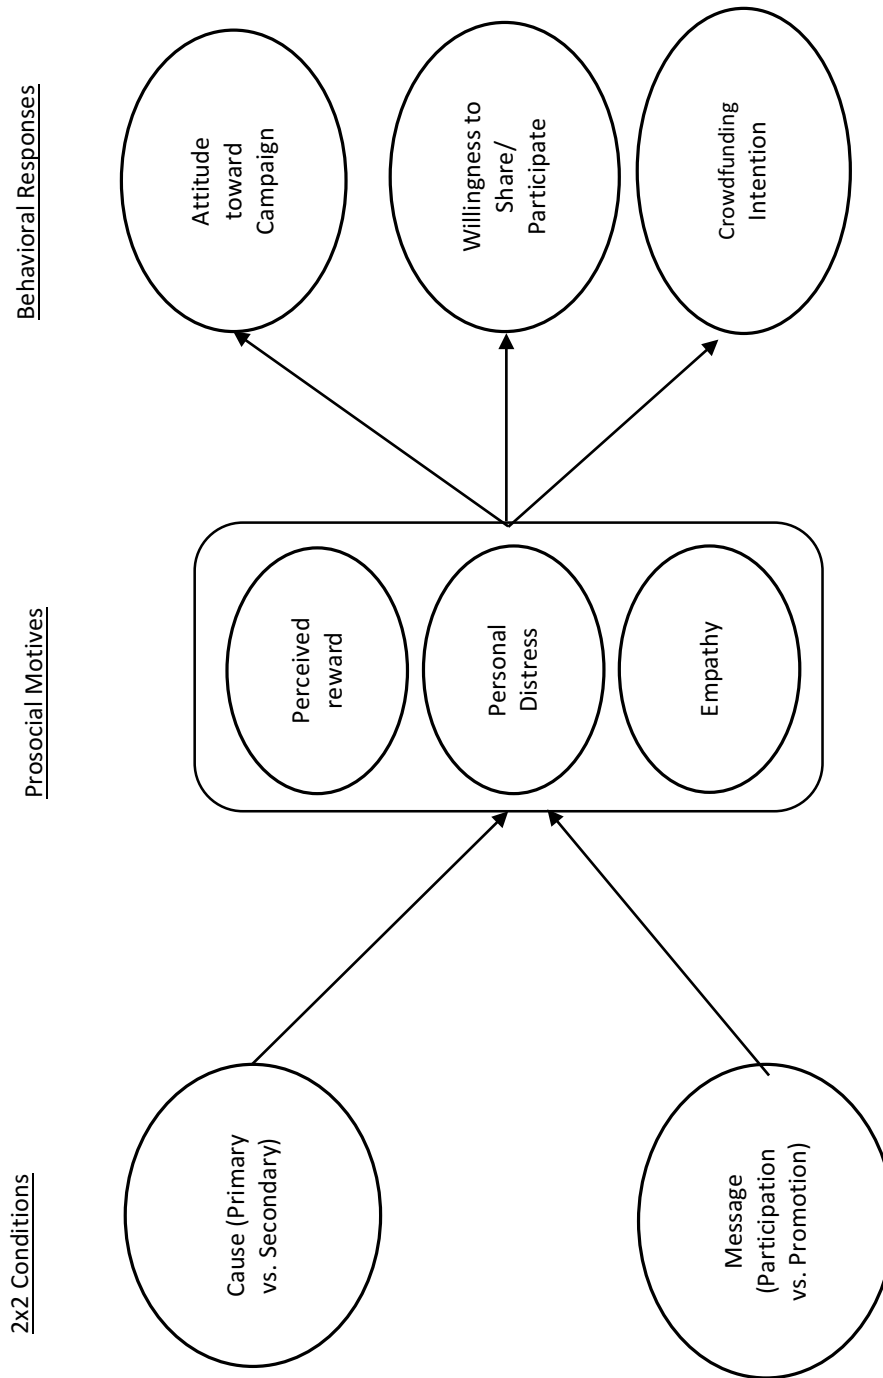 2x2 Conditions
Cause (Primary
vs. Secondary)
Message
(Participation
vs. Promotion)
Prosocial Motives
Perceived
reward
Personal
Distress
Empathy
Behavioral Responses
Attitude
toward
Campaign
Willingness to
Share/
Participate
Crowdfunding
Intention